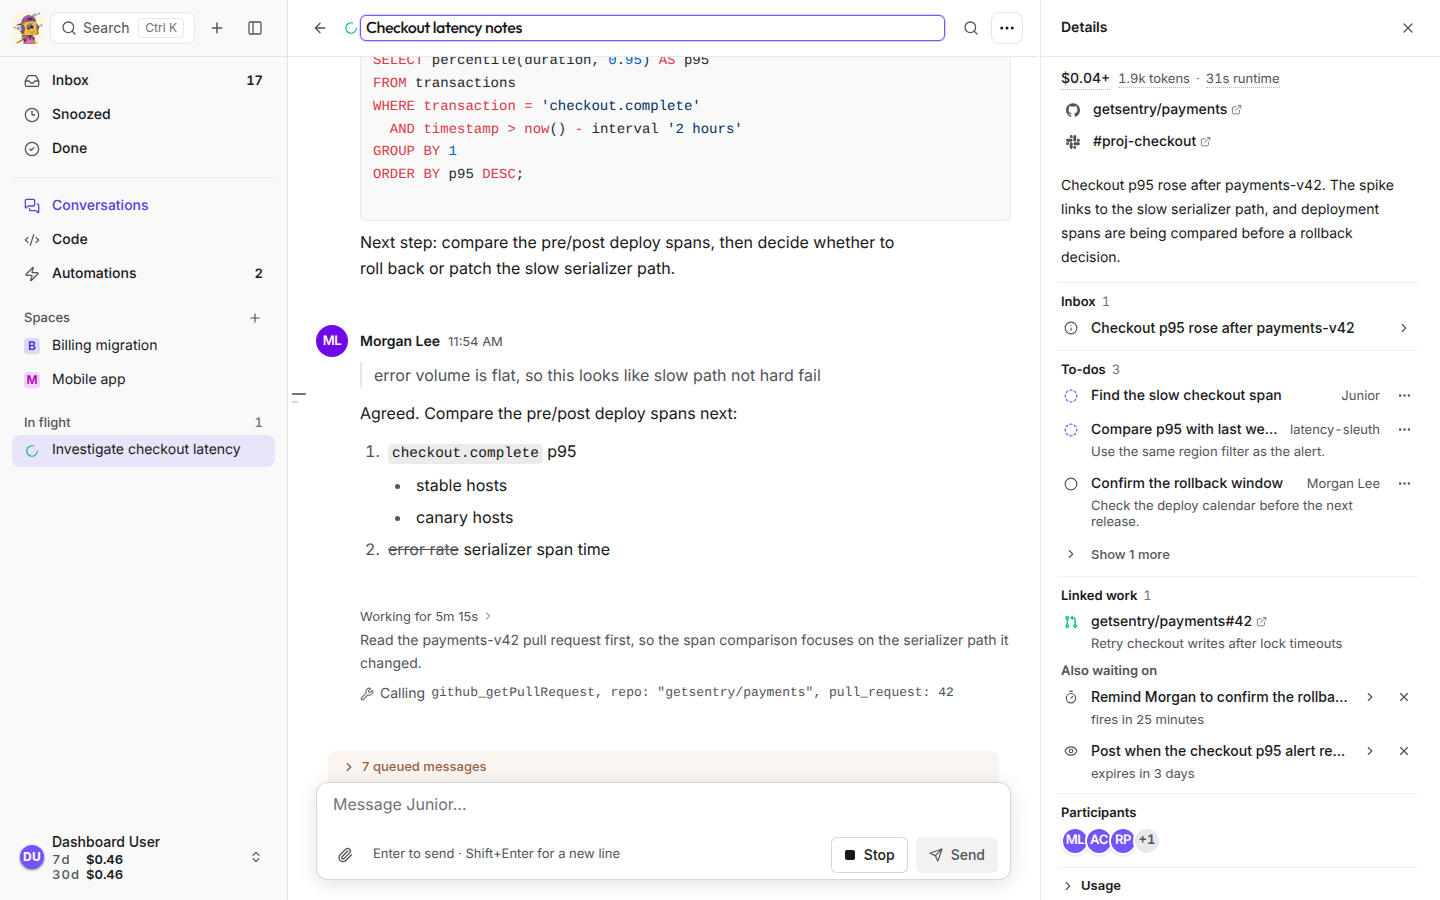 Search Ctrl K
Inbox 17
Snoozed
Done
Conversations
Code
Automations 2
Spaces
B Billing migration
M Mobile app
In flight 1
Investigate checkout latency
DU Dashboard User
7d $0.46
30d $0.46
Checkout latency notes
SELECT percentile(duration, 0.95) AS p95
FROM transactions
WHERE transaction = 'checkout.complete'
AND timestamp > now() - interval '2 hours'
GROUP BY 1
ORDER BY p95 DESC;
Next step: compare the pre/post deploy spans, then decide whether to
roll back or patch the slow serializer path.
ML Morgan Lee 11:54 AM
error volume is flat, so this looks like slow path not hard fail
Agreed. Compare the pre/post deploy spans next:
1. checkout.complete p95
• stable hosts
• canary hosts
2. error rate serializer span time
Working for 5m 15s
Read the payments-v42 pull request first, so the span comparison focuses on the serializer path it
changed.
Calling github_getPullRequest, repo: "getsentry/payments", pull_request: 42
7 queued messages
Message Junior...
Enter to send · Shift+Enter for a new line
Stop
Send
Details
$0.04+ 1.9k tokens · 31s runtime
getsentry/payments
#proj-checkout
Checkout p95 rose after payments-v42. The spike
links to the slow serializer path, and deployment
spans are being compared before a rollback
decision.
Inbox 1
Checkout p95 rose after payments-v42
To-dos 3
Find the slow checkout span Junior
Compare p95 with last we... latency-sleuth
Use the same region filter as the alert.
Confirm the rollback window Morgan Lee
Check the deploy calendar before the next
release.
Show 1 more
Linked work 1
getsentry/payments#42
Retry checkout writes after lock timeouts
Also waiting on
Remind Morgan to confirm the rollba...
fires in 25 minutes
Post when the checkout p95 alert re...
expires in 3 days
Participants
ML AC RP +1
Usage